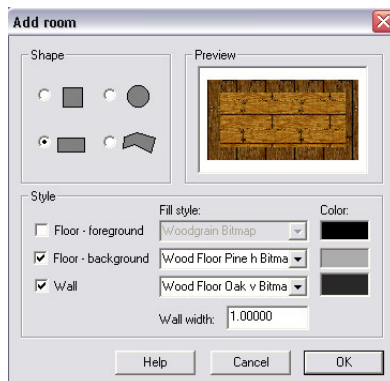 Add room
Shape
Preview
Style
Fill style:
Color:
Floor - foreground
Woodgrain Bitmap
Floor - background
Wood Floor Pine h Bitma
Wall
Wood Floor Oak v Bitma
Wall width:
1.00000
Help
Cancel
OK